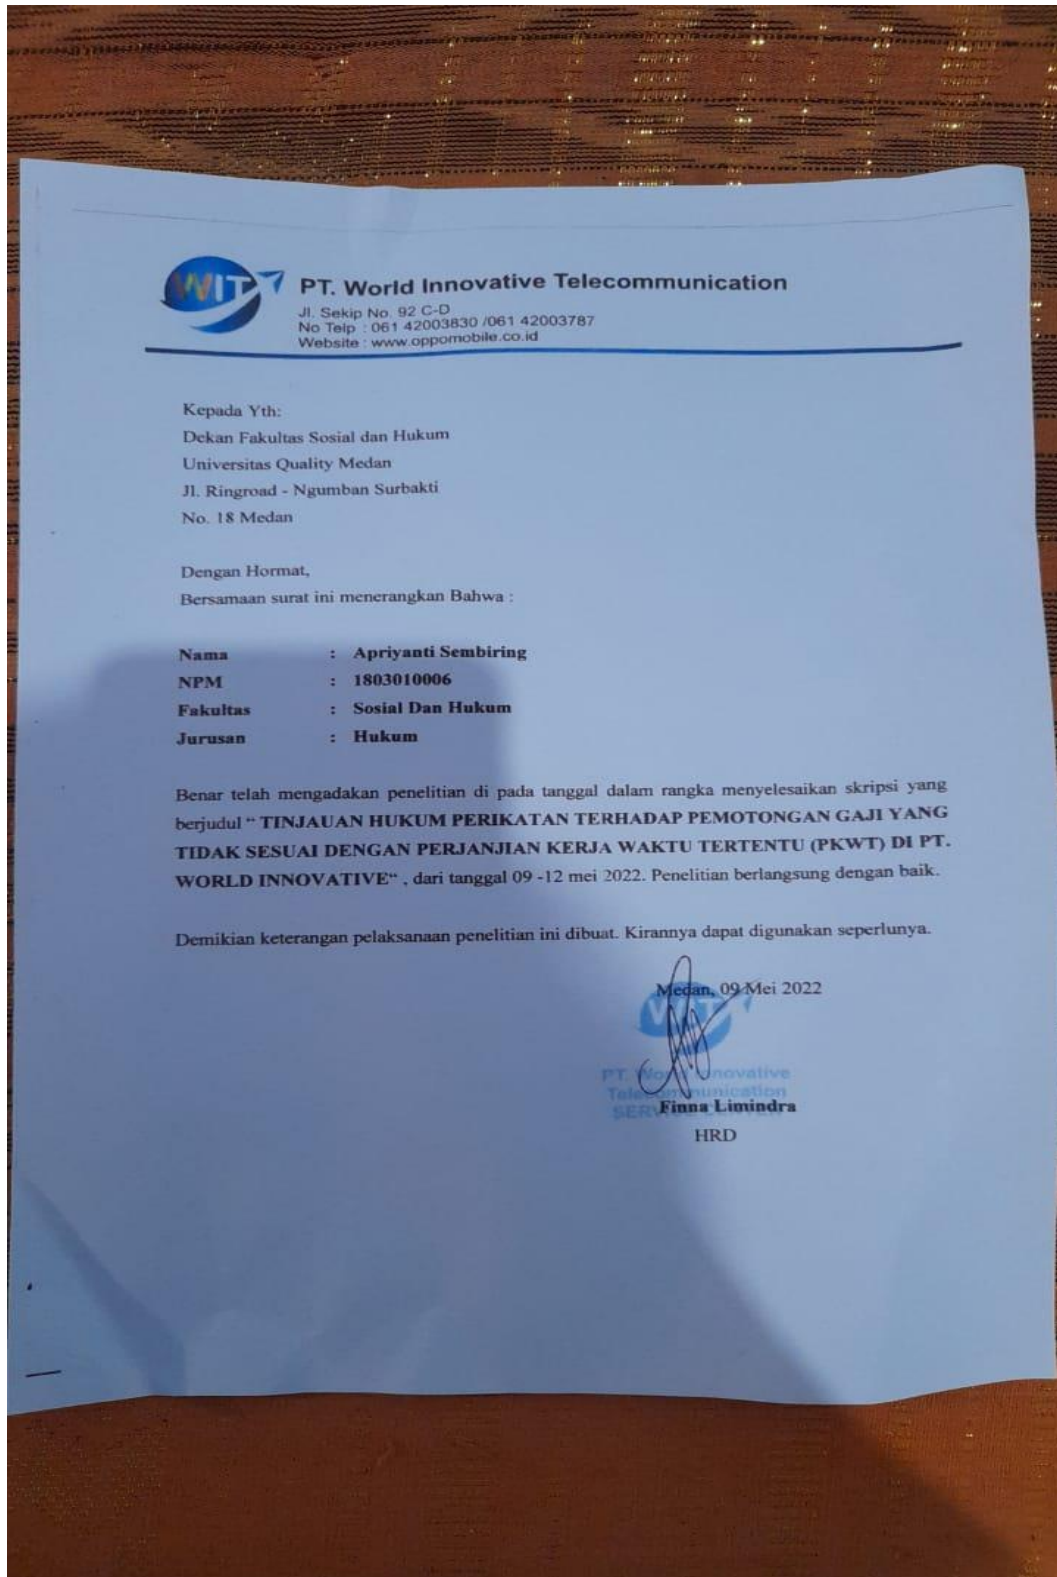 WIT
PT. World Innovative Telecommunication
Jl. Sekip No. 92 C-D
No Telp : 061 42003830 /061 42003787
Website : www.oppomobile.co.id
Kepada Yth:
Dekan Fakultas Sosial dan Hukum
Universitas Quality Medan
Jl. Ringroad - Ngumban Surbakti
No. 18 Medan
Dengan Hormat,
Bersamaan surat ini menerangkan Bahwa :
Nama : Apriyanti Sembiring
NPM : 1803010006
Fakultas : Sosial Dan Hukum
Jurusan : Hukum
Benar telah mengadakan penelitian di pada tanggal dalam rangka menyelesaikan skripsi yang
berjudul “ TINJAUAN HUKUM PERIKATAN TERHADAP PEMOTONGAN GAJI YANG
TIDAK SESUAI DENGAN PERJANJIAN KERJA WAKTU TERTENTU (PKWT) DI PT.
WORLD INNOVATIVE“ , dari tanggal 09 -12 mei 2022. Penelitian berlangsung dengan baik.
Demikian keterangan pelaksanaan penelitian ini dibuat. Kirannya dapat digunakan seperlunya.
Medan, 09 Mei 2022
WIT
PT. World Innovative
Telecommunication
SERVICE CENTER
Finna Limindra
HRD